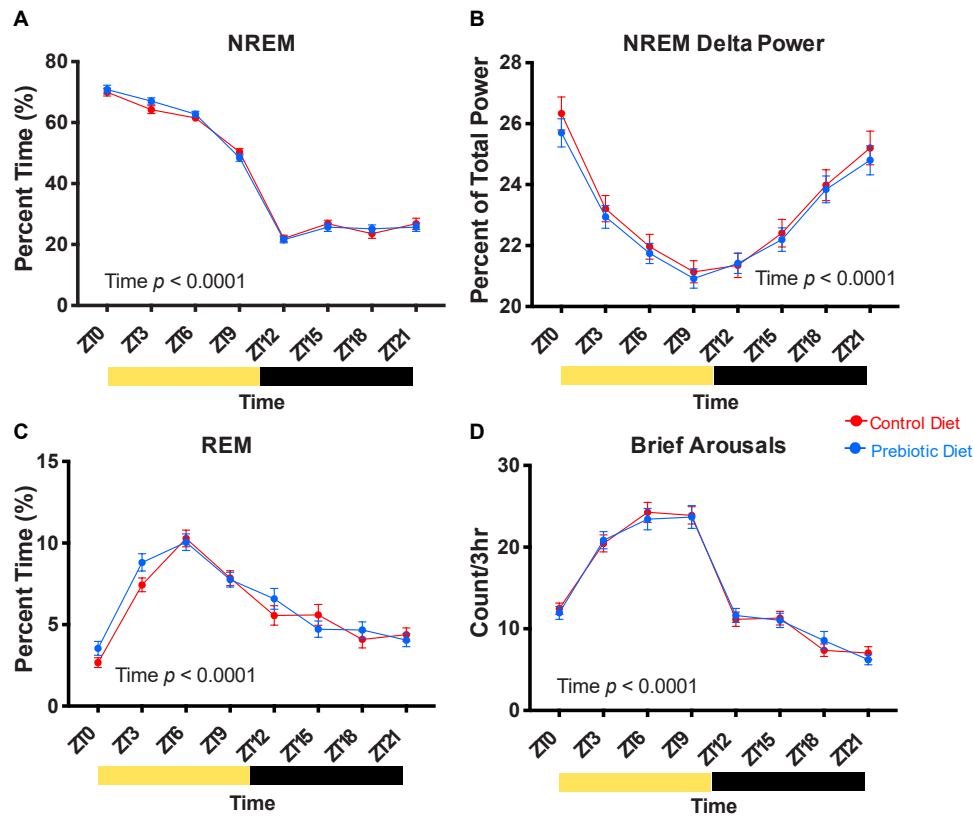 A
NREM
Percent Time (%)
80
60
40
20
0
Time p < 0.0001
ZT0 ZT3 ZT6 ZT9 ZT12 ZT15 ZT18 ZT21
Time
B
NREM Delta Power
Percent of Total Power
28
26
24
22
20
Time p < 0.0001
ZT0 ZT3 ZT6 ZT9 ZT12 ZT15 ZT18 ZT21
Time
C
REM
Percent Time (%)
15
10
5
0
Time p < 0.0001
ZT0 ZT3 ZT6 ZT9 ZT12 ZT15 ZT18 ZT21
Time
Control Diet
Prebiotic Diet
D
Brief Arousals
Count/3hr
30
20
10
0
Time p < 0.0001
ZT0 ZT3 ZT6 ZT9 ZT12 ZT15 ZT18 ZT21
Time